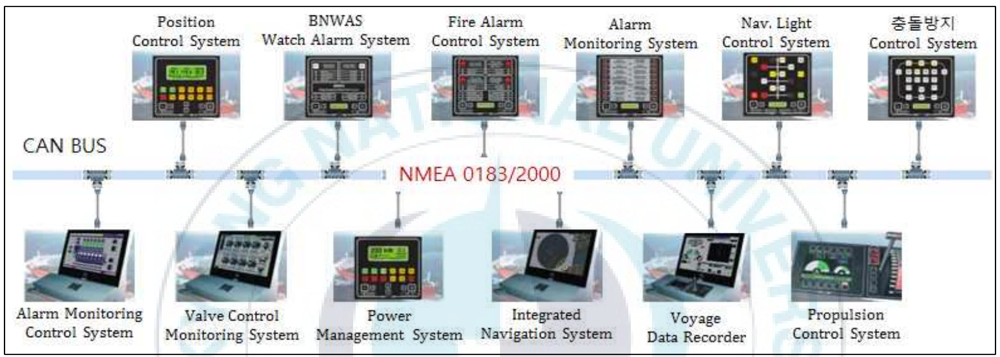 Position
Control System
BNWAS
Watch Alarm System
Fire Alarm
Control System
Alarm
Monitoring System
Nav. Light
Control System
충돌방지
Control System
CAN BUS
NMEA 0183/2000
Alarm Monitoring
Control System
Valve Control
Monitoring System
Power
Management System
Integrated
Navigation System
Voyage
Data Recorder
Propulsion
Control System
NATIONAL UNIVERS